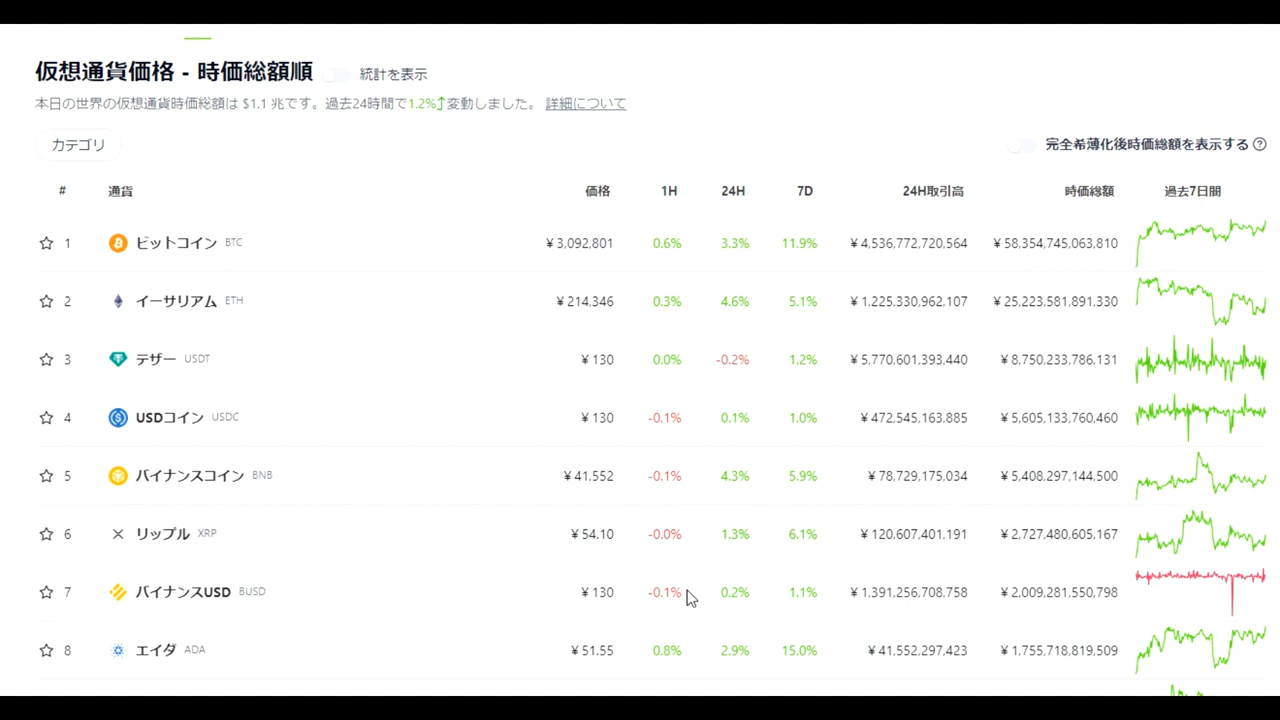 仮想通貨価格 - 時価総額順 統計を表示
本日の世界の仮想通貨時価総額は $1.1 兆です。過去24時間で1.2%変動しました。 詳細について
カテゴリ 完全希薄化後時価総額を表示する ?
# 通貨 価格 1H 24H 7D 24H取引高 時価総額 過去7日間
1 ビットコイン BTC ¥3,092,801 0.6% 3.3% 11.9% ¥4,536,772,720,564 ¥58,354,745,063,810
2 イーサリアム ETH ¥214,346 0.3% 4.6% 5.1% ¥1,225,330,962,107 ¥25,223,581,891,330
3 テザー USDT ¥130 0.0% -0.2% 1.2% ¥5,770,601,393,440 ¥8,750,233,786,131
4 USDコイン USDC ¥130 -0.1% 0.1% 1.0% ¥472,545,163,885 ¥5,605,133,760,460
5 バイナンスコイン BNB ¥41,552 -0.1% 4.3% 5.9% ¥78,729,175,034 ¥5,408,297,144,500
6 リップル XRP ¥54.10 -0.0% 1.3% 6.1% ¥120,607,401,191 ¥2,727,480,605,167
7 バイナンスUSD BUSD ¥130 -0.1% 0.2% 1.1% ¥1,391,256,708,758 ¥2,009,281,550,798
8 エイダ ADA ¥51.55 0.8% 2.9% 15.0% ¥41,552,297,423 ¥1,755,718,819,509